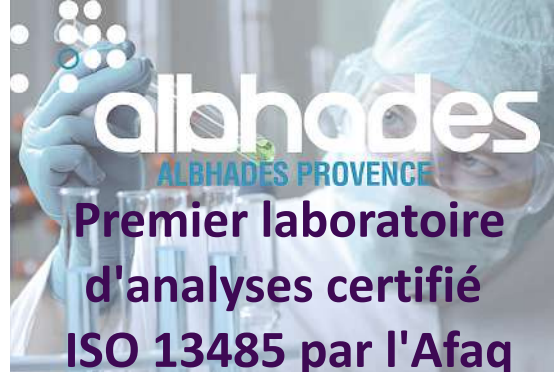 albhades
ALBHADES PROVENCE
Premier laboratoire
d'analyses certifié
ISO 13485 par l'Afaq